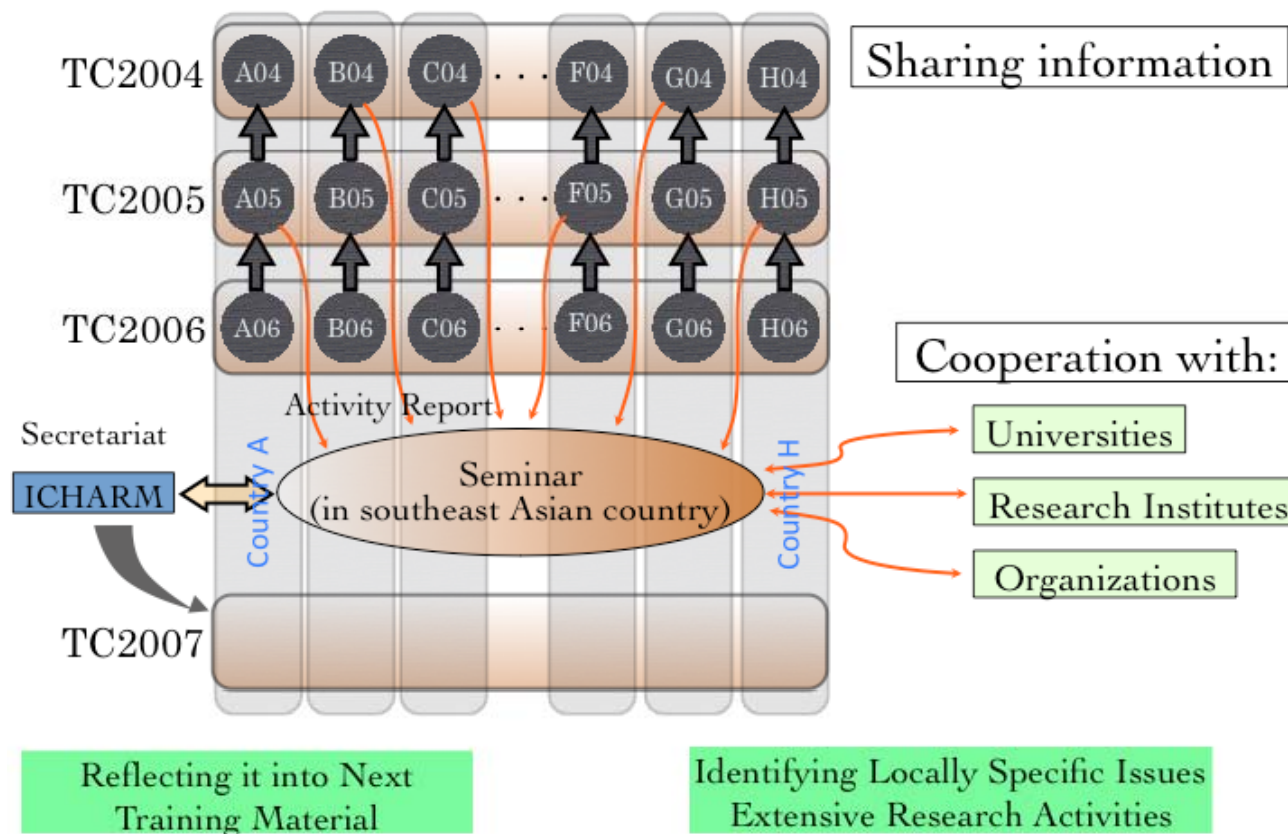 TC2004 A04 B04 C04 . . . F04 G04 H04
Sharing information
TC2005 A05 B05 C05 . . . F05 G05 H05
TC2006 A06 B06 C06 . . . F06 G06 H06
Cooperation with:
Activity Report
Secretariat
ICHARM
Country A
Seminar
(in southeast Asian country)
Country H
Universities
Research Institutes
Organizations
TC2007
Reflecting it into Next
Training Material
Identifying Locally Specific Issues
Extensive Research Activities